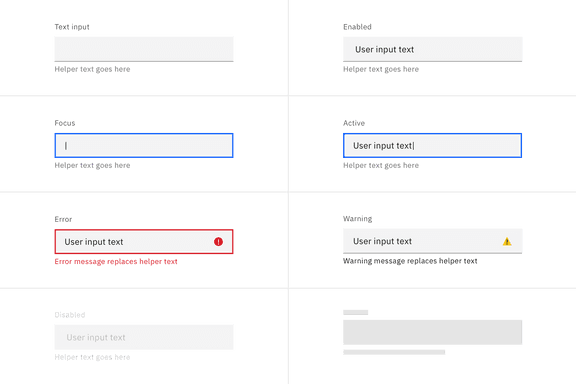 Text input
Helper text goes here
Enabled
User input text
Helper text goes here
Focus
Helper text goes here
Active
User input text
Helper text goes here
Error
User input text
Error message replaces helper text
Warning
User input text
Warning message replaces helper text
Disabled
User input text
Helper text goes here